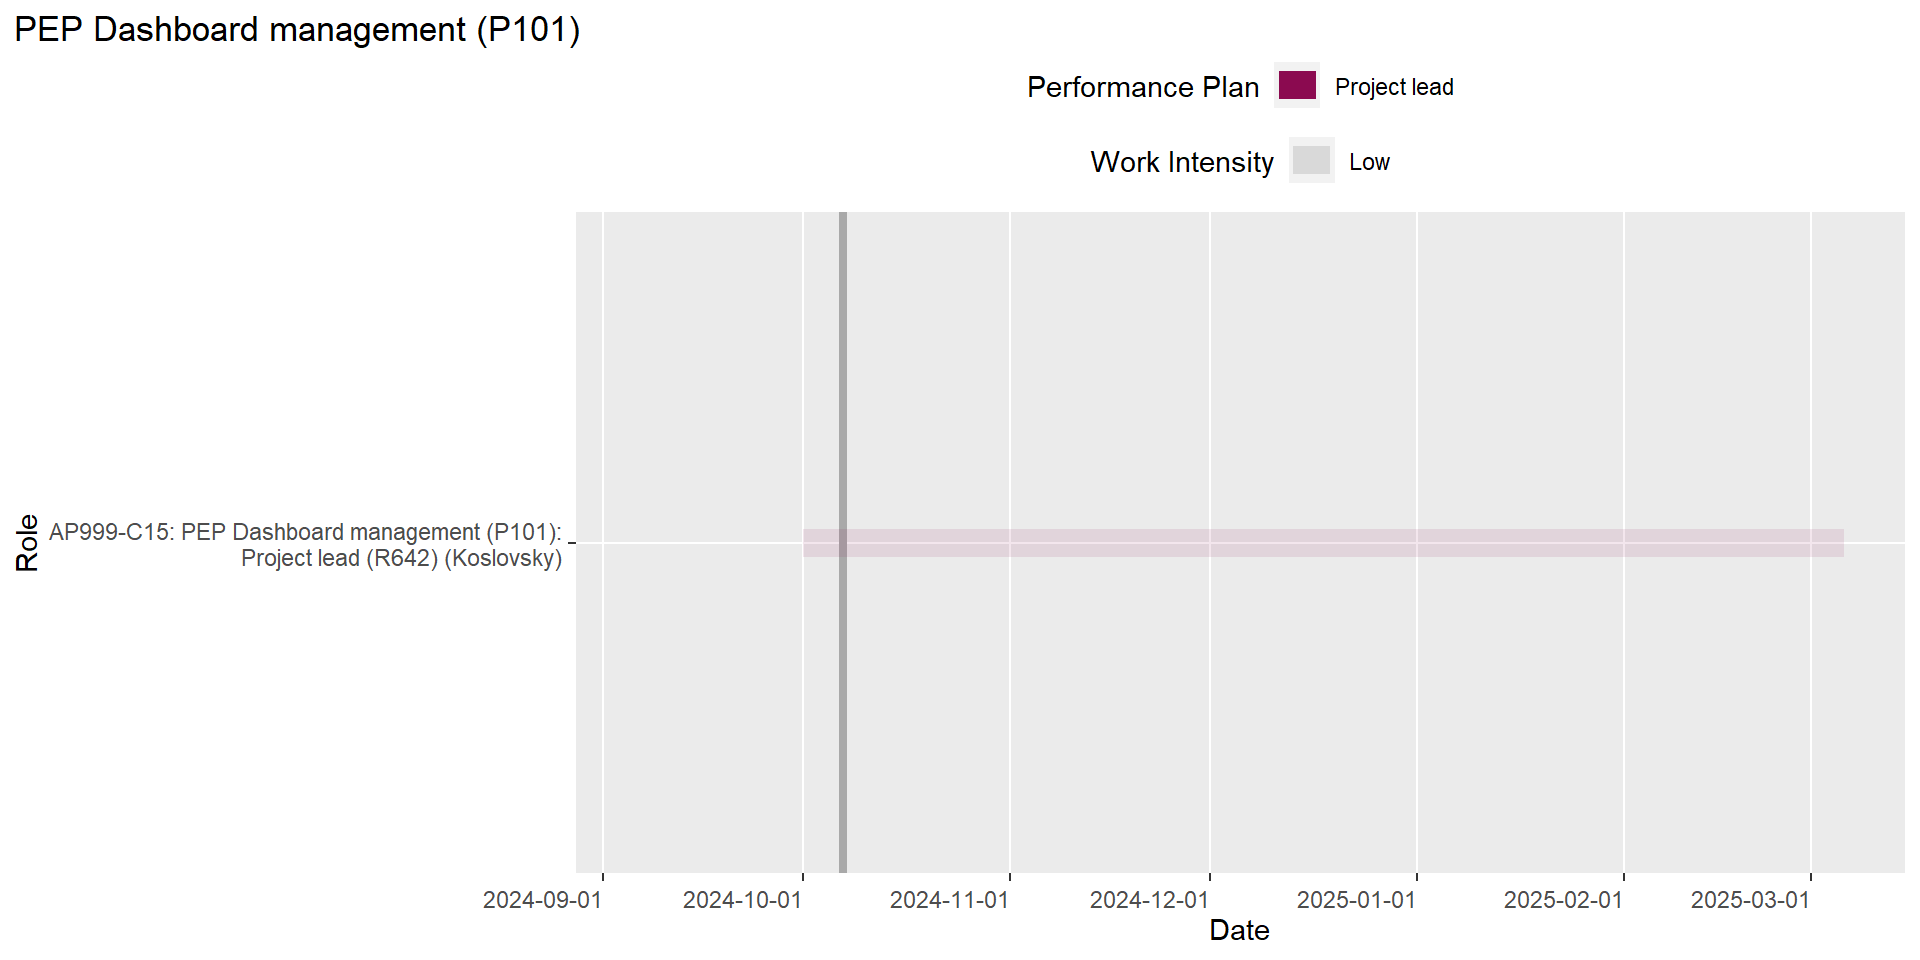 PEP Dashboard management (P101)
Performance Plan Project lead
Work Intensity Low
Role
AP999-C15: PEP Dashboard management (P101):
Project lead (R642) (Koslovsky)
2024-09-01 2024-10-01 2024-11-01 2024-12-01 2025-01-01 2025-02-01 2025-03-01
Date